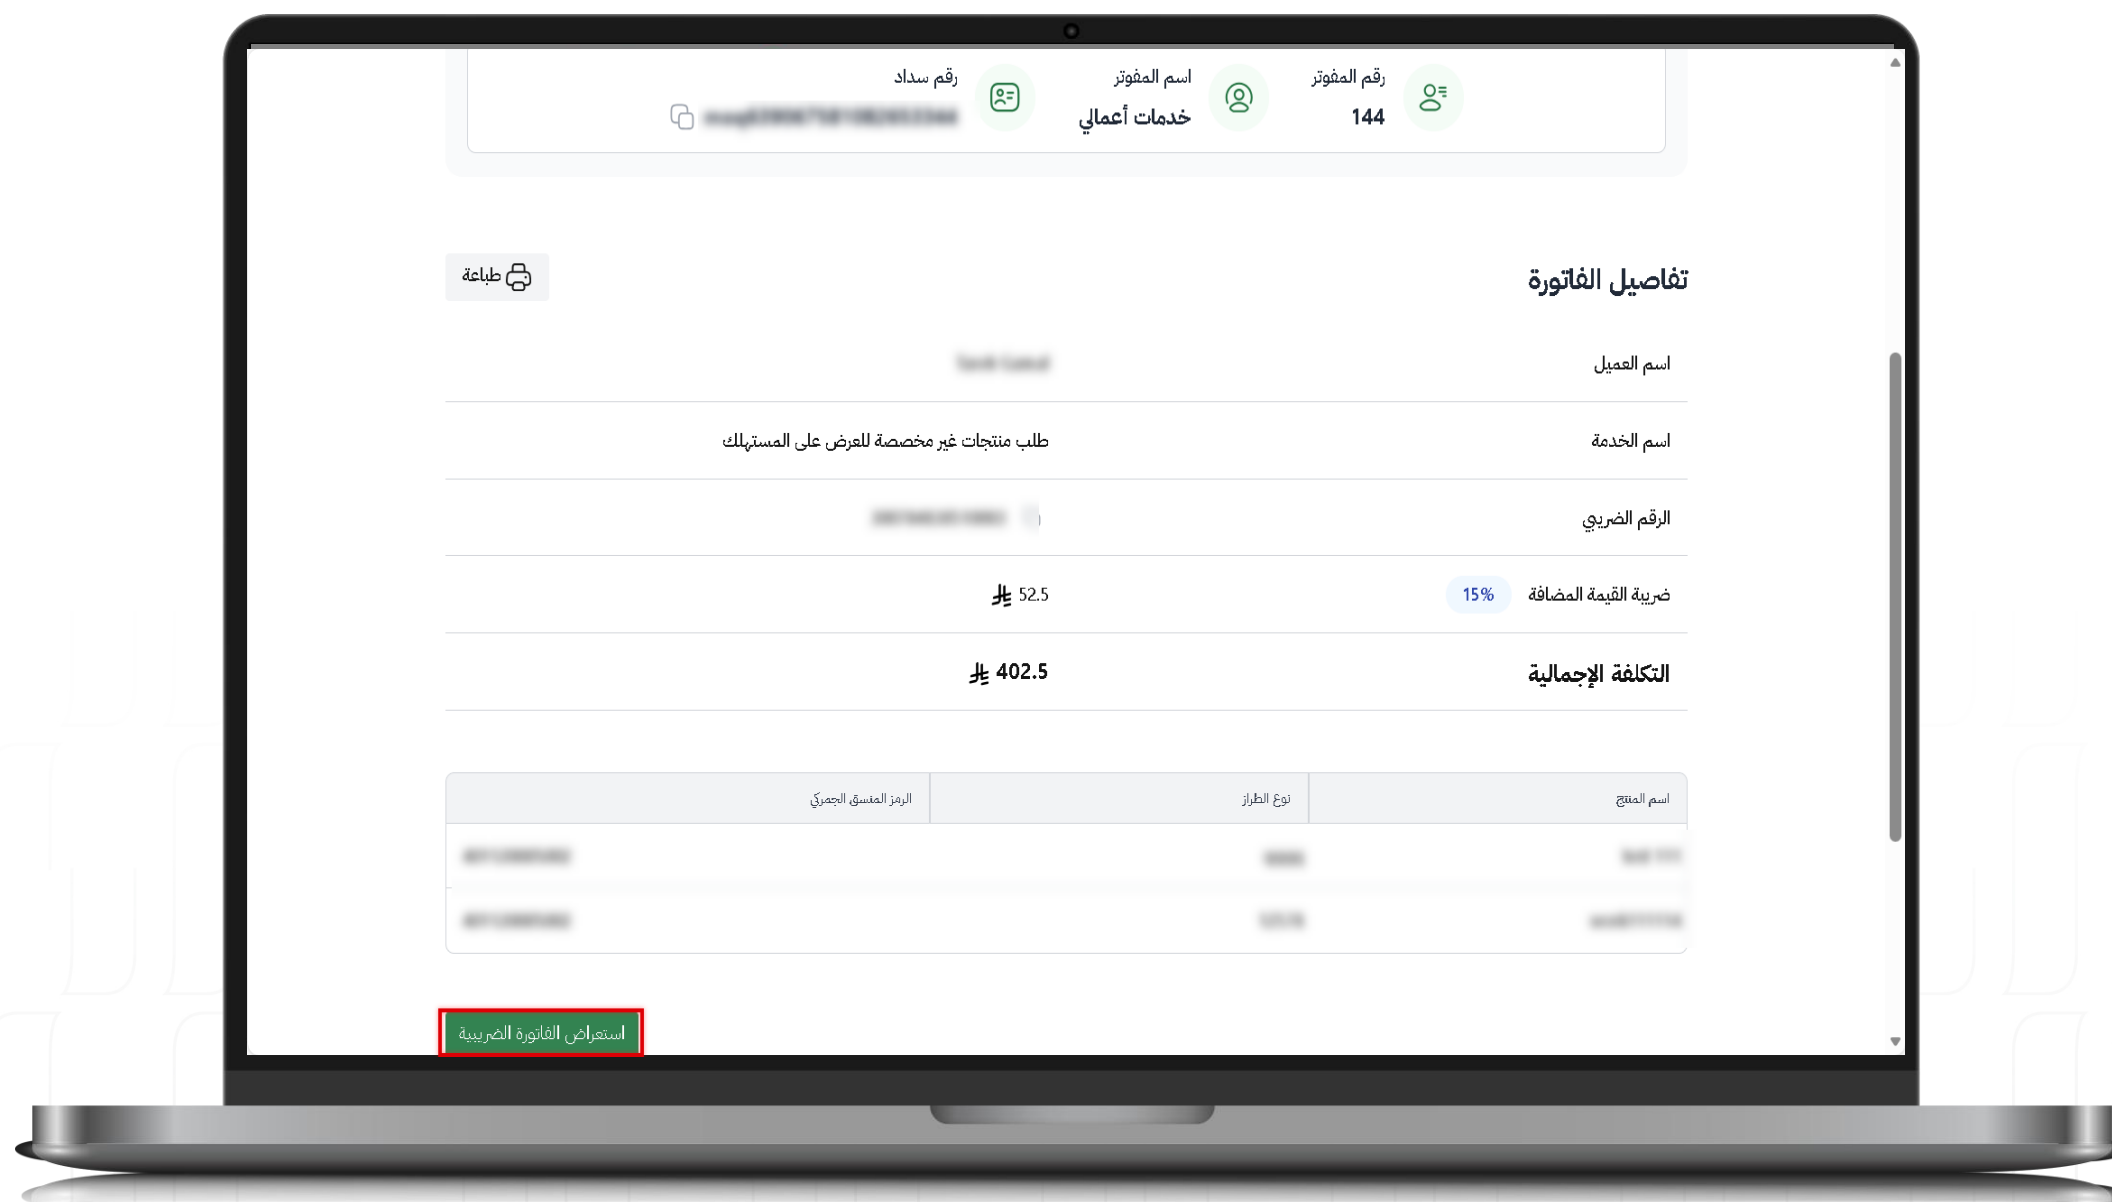 رقم المفوتر
144
اسم المفوتر
خدمات أعمالي
رقم سداد
تفاصيل الفاتورة
طباعة
اسم العميل
اسم الخدمة
طلب منتجات غير مخصصة للعرض على المستهلك
الرقم الضريبي
ضريبة القيمة المضافة 15%
52.5
التكلفة الإجمالية
402.5
اسم المنتج
نوع الطراز
الرمز المنسق الجمركي
استعراض الفاتورة الضريبية